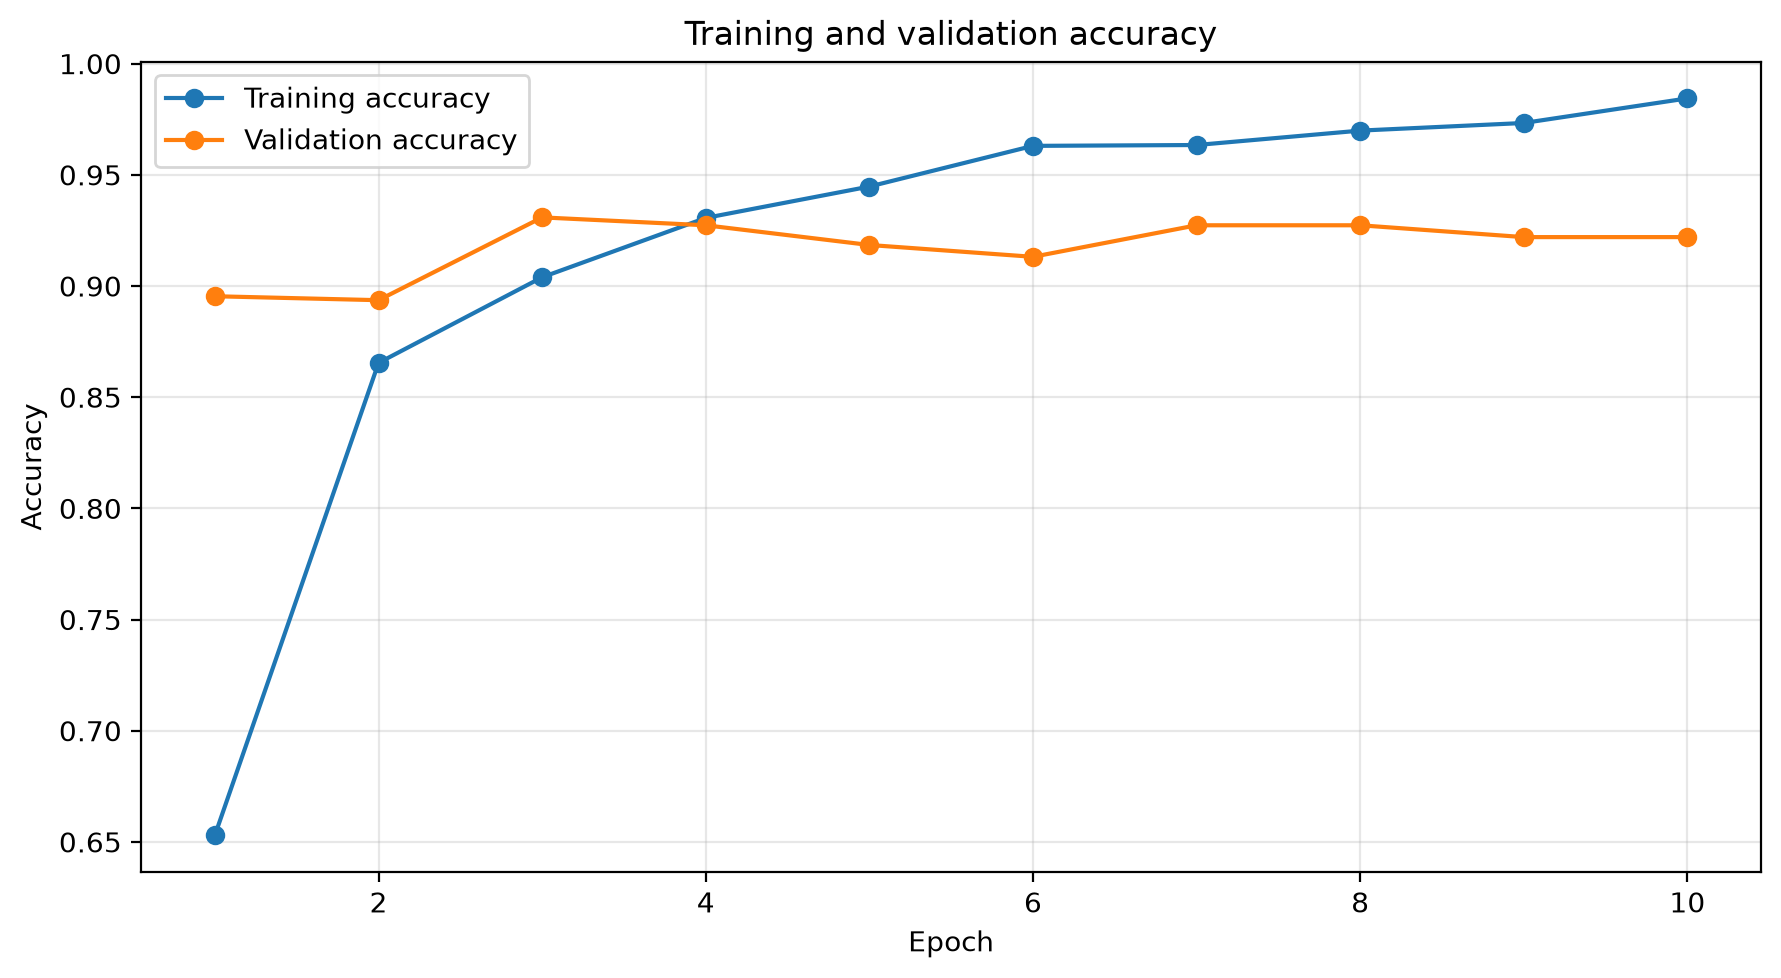 Training and validation accuracy
Training accuracy
Validation accuracy
1.00
0.95
0.90
0.85
0.80
0.75
0.70
0.65
Accuracy
2 4 6 8 10
Epoch